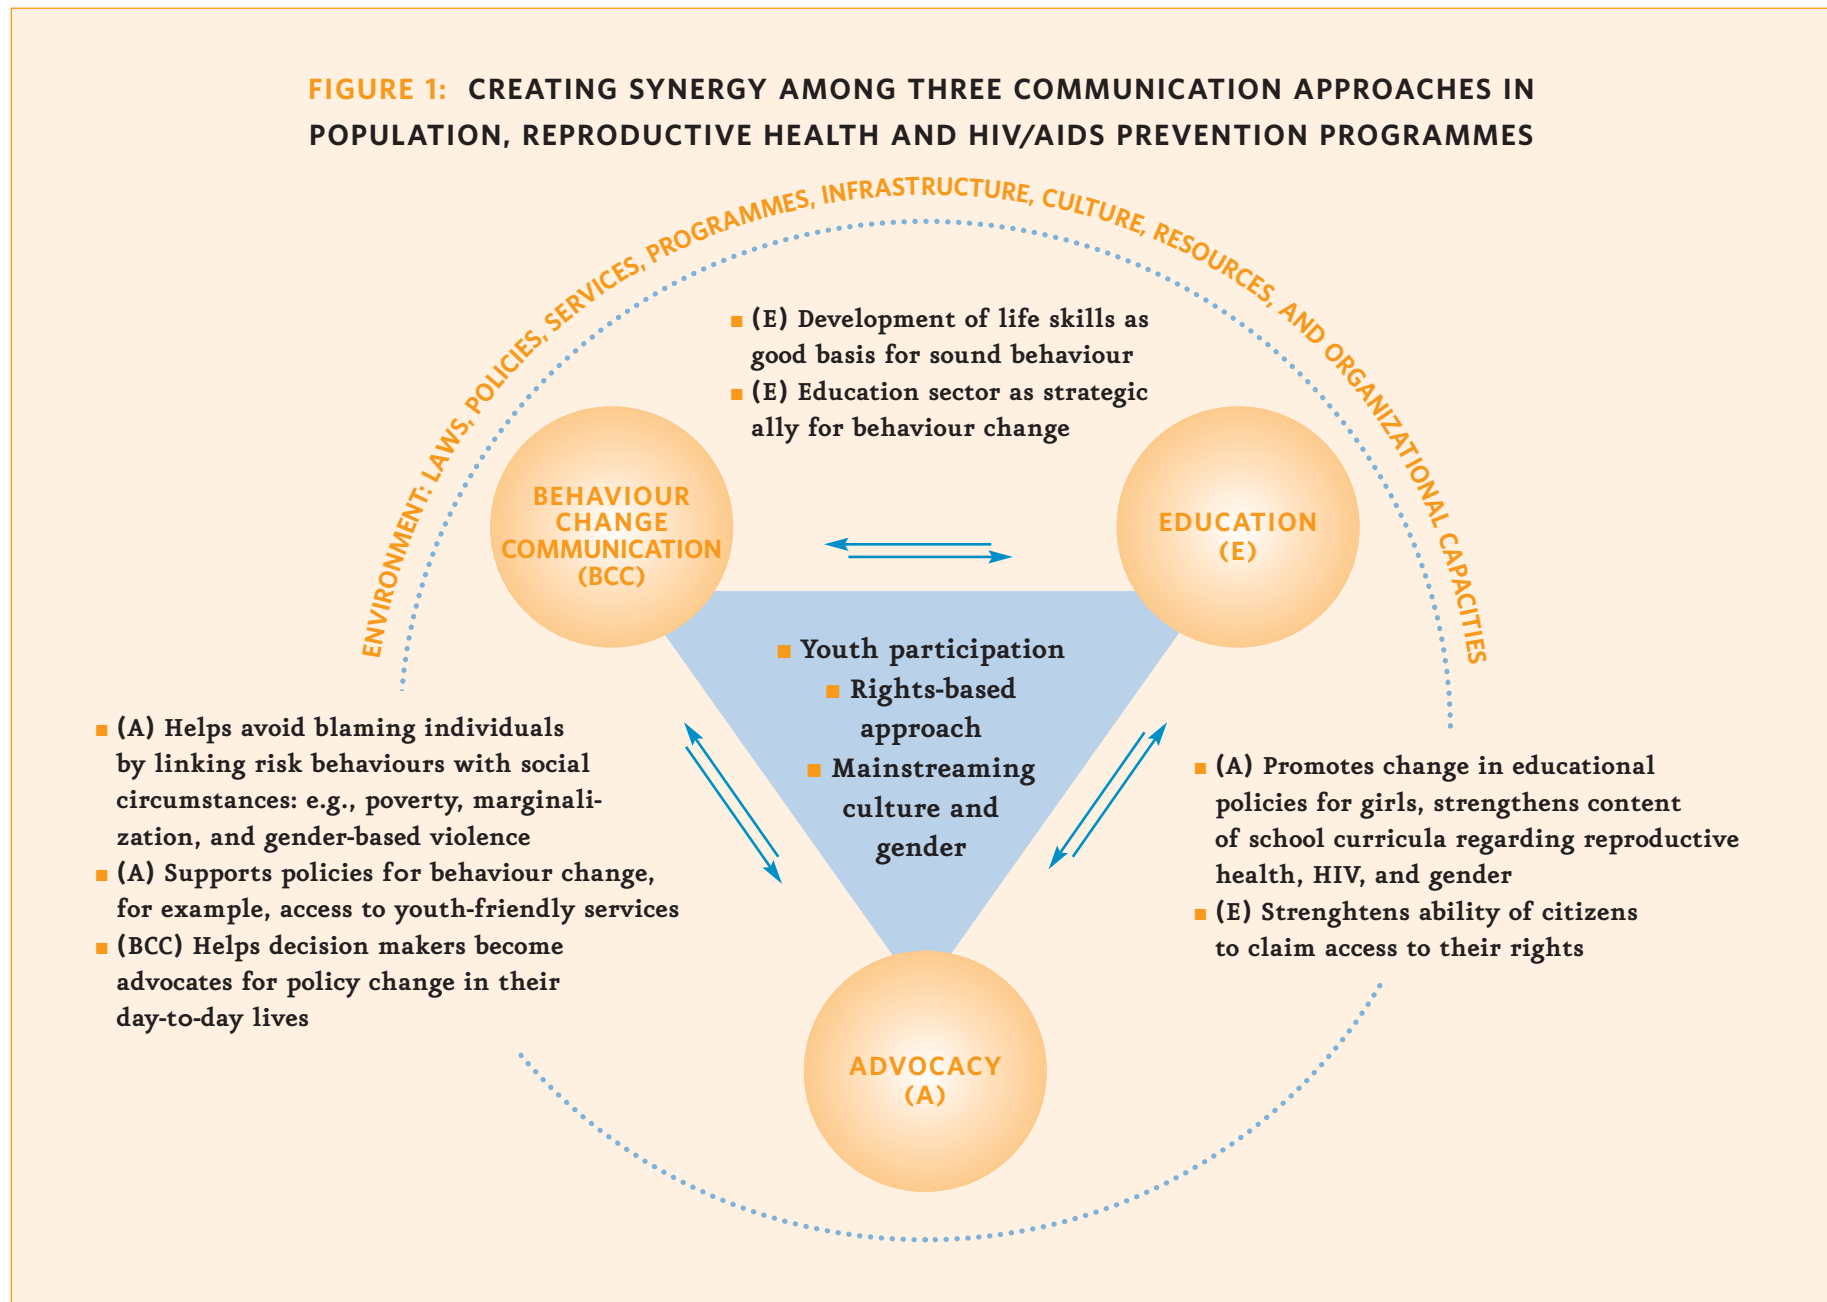 FIGURE 1: CREATING SYNERGY AMONG THREE COMMUNICATION APPROACHES IN
POPULATION, REPRODUCTIVE HEALTH AND HIV/AIDS PREVENTION PROGRAMMES
ENVIRONMENT: LAWS, POLICIES, SERVICES, PROGRAMMES, INFRASTRUCTURE, CULTURE, RESOURCES, AND ORGANIZATIONAL CAPACITIES
■ (E) Development of life skills as
good basis for sound behaviour
■ (E) Education sector as strategic
ally for behaviour change
BEHAVIOUR
CHANGE
COMMUNICATION
(BCC)
EDUCATION
(E)
■ Youth participation
■ Rights-based
approach
■ Mainstreaming
culture and
gender
■ (A) Helps avoid blaming individuals
by linking risk behaviours with social
circumstances: e.g., poverty, marginali-
zation, and gender-based violence
■ (A) Supports policies for behaviour change,
for example, access to youth-friendly services
■ (BCC) Helps decision makers become
advocates for policy change in their
day-to-day lives
■ (A) Promotes change in educational
policies for girls, strengthens content
of school curricula regarding reproductive
health, HIV, and gender
■ (E) Strenghtens ability of citizens
to claim access to their rights
ADVOCACY
(A)